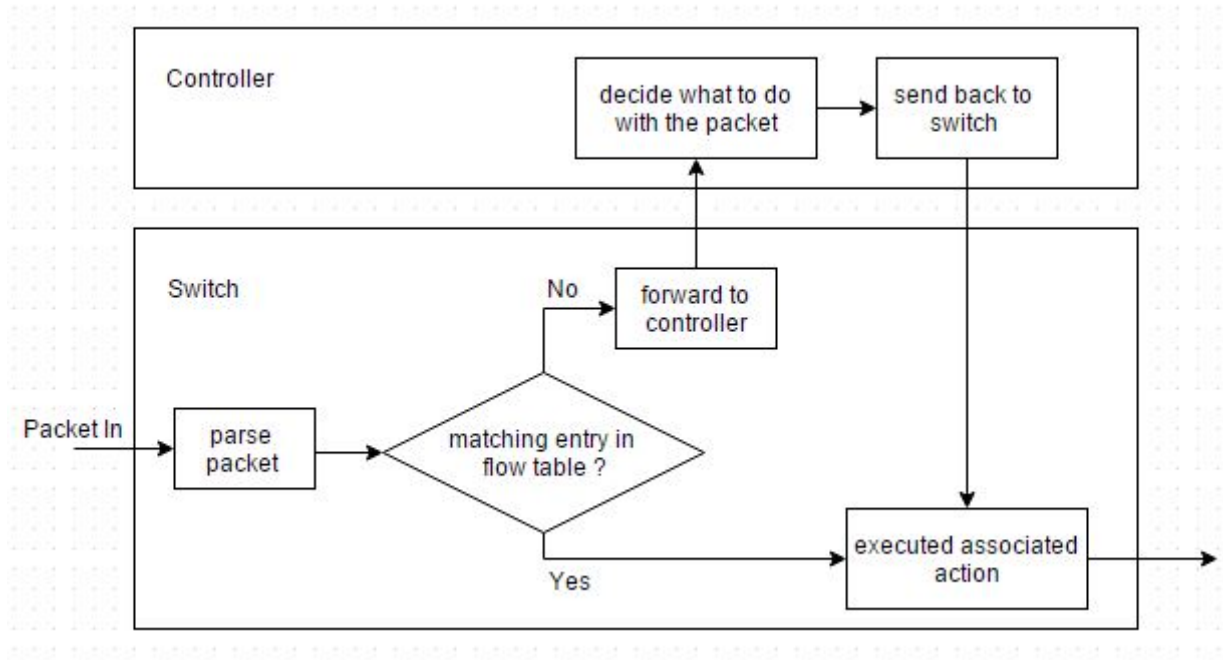 Controller
decide what to do
with the packet
send back to
switch
Switch
No
forward to
controller
Packet In
parse
packet
matching entry in
flow table ?
Yes
executed associated
action